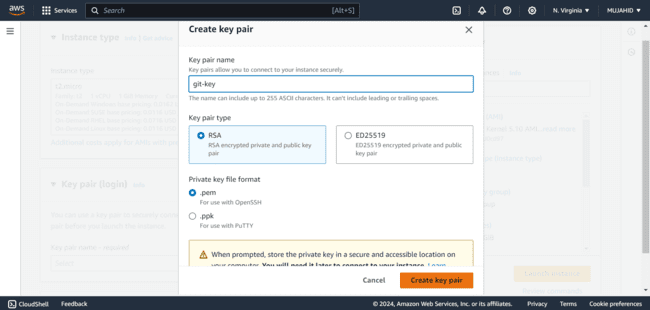 aws
Services
Search
[Alt+S]
N. Virginia
MUJAHID
Instance type
Info
Create key pair
Key pair name
Key pairs allow you to connect to your instance securely.
git-key
The name can include up to 255 ASCII characters. It can't include leading or trailing spaces.
Key pair type
RSA
RSA encrypted private and public key
pair
ED25519
ED25519 encrypted private and public
key pair
Private key file format
.pem
For use with OpenSSH
.ppk
For use with PuTTY
When prompted, store the private key in a secure and accessible location on
your computer. You will need it later to connect to your instance. Learn
Cancel
Create key pair
Key pair (login)
Info
Launch instance
CloudShell
Feedback
© 2024, Amazon Web Services, Inc. or its affiliates.
Privacy
Terms
Cookie preferences